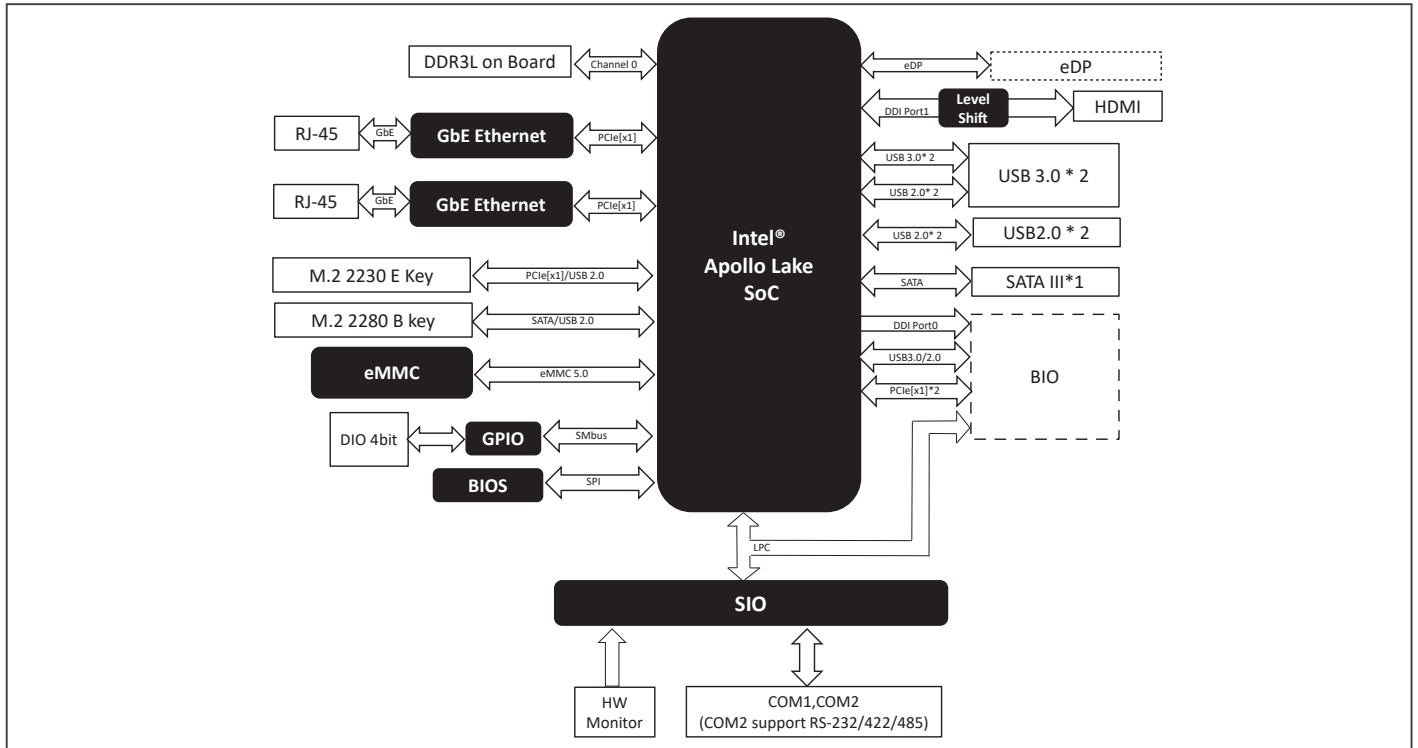 DDR3L on Board
Channel 0
RJ-45
GbE
GbE Ethernet
PCIe[x1]
RJ-45
GbE
GbE Ethernet
PCIe[x1]
M.2 2230 E Key
PCIe[x1]/USB 2.0
M.2 2280 B key
SATA/USB 2.0
eMMC
eMMC 5.0
DIO 4bit
GPIO
SMbus
BIOS
SPI
Intel®
Apollo Lake
SoC
eDP
eDP
DDI Port1
Level
Shift
HDMI
USB 3.0* 2
USB 2.0* 2
USB 3.0 * 2
USB 2.0* 2
USB2.0 * 2
SATA
SATA III*1
DDI Port0
USB3.0/2.0
PCIe[x1]*2
BIO
LPC
SIO
HW
Monitor
COM1,COM2
(COM2 support RS-232/422/485)